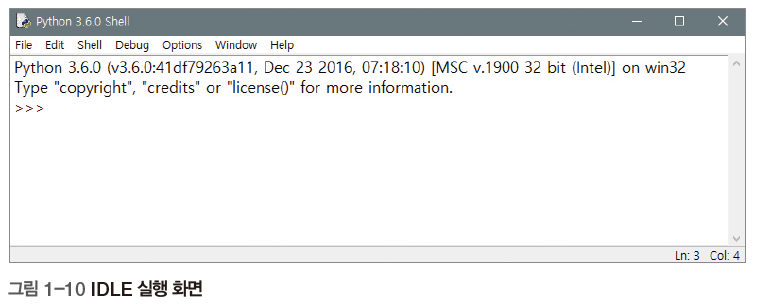 Python 3.6.0 Shell
File Edit Shell Debug Options Window Help
Python 3.6.0 (v3.6.0:41df79263a11, Dec 23 2016, 07:18:10) [MSC v.1900 32 bit (Intel)] on win32
Type "copyright", "credits" or "license()" for more information.
>>>
Ln: 3 Col: 4
그림 1-10 IDLE 실행 화면